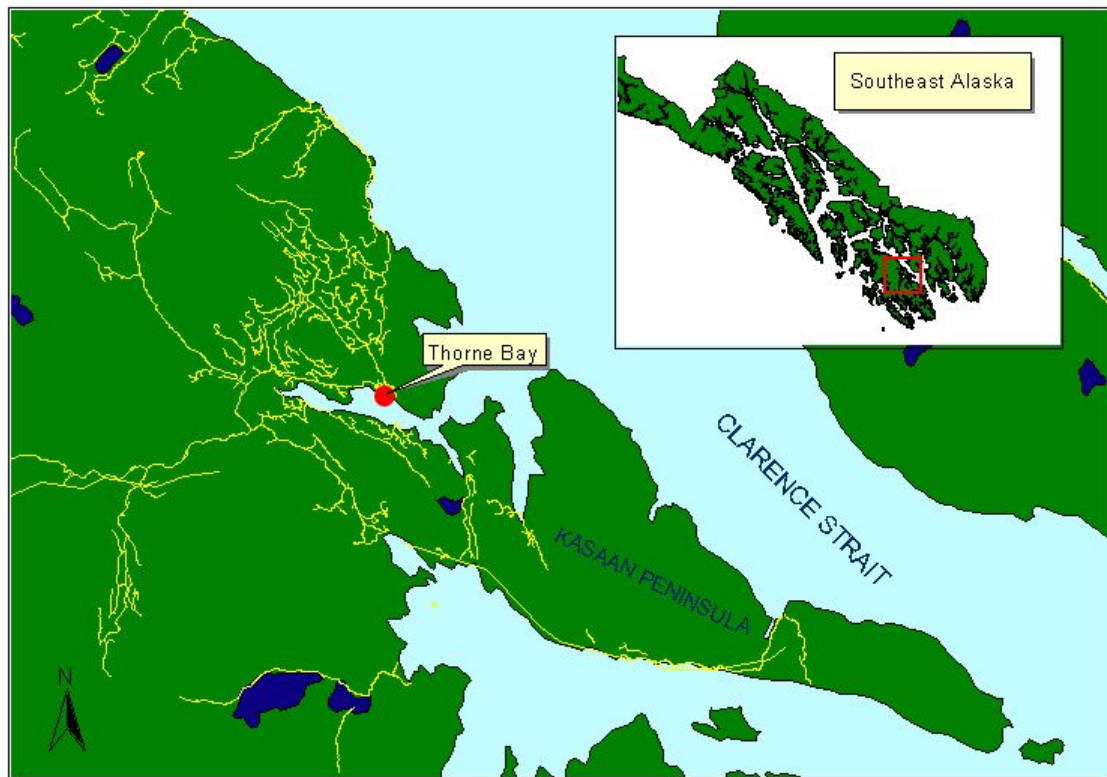 Southeast Alaska
Thorne Bay
CLARENCE STRAIT
KASAAN PENINSULA
N